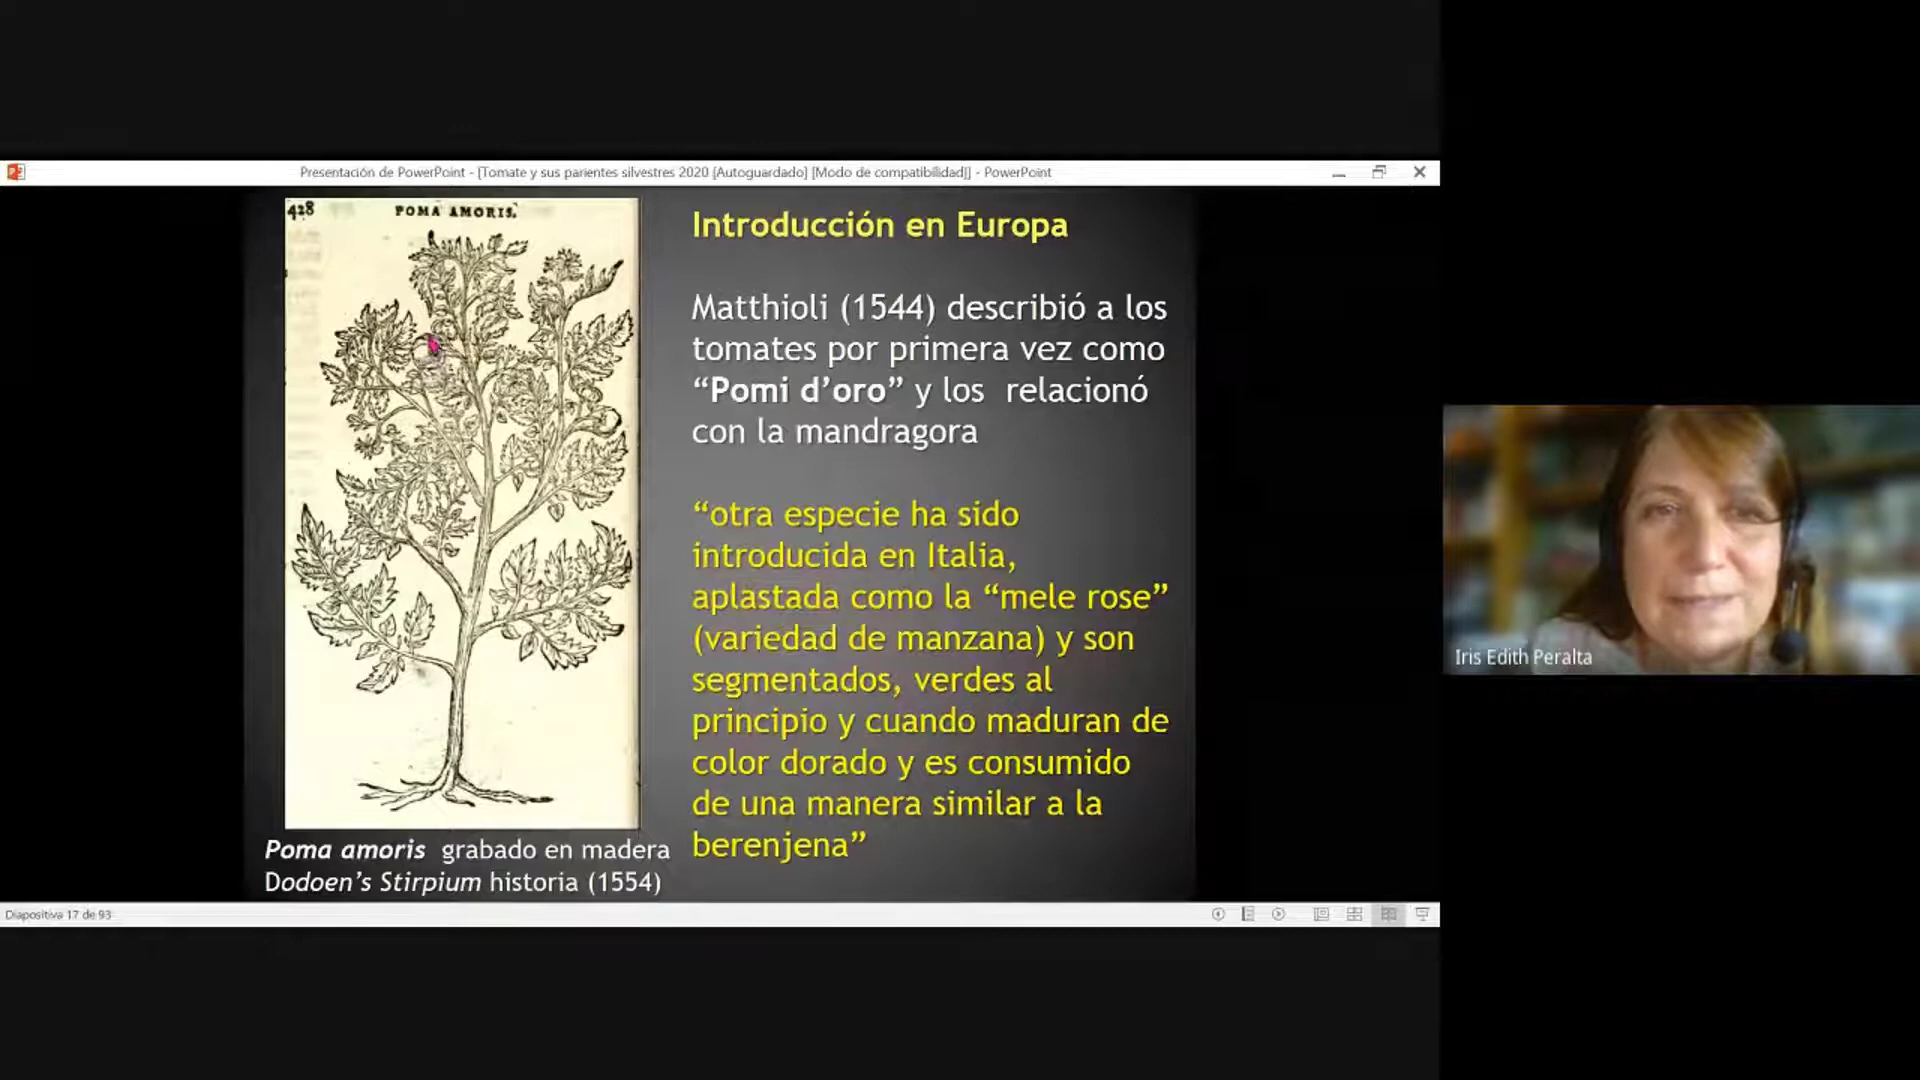 Presentación de PowerPoint - [Tomate y sus parientes silvestres 2020 [Autoguardado] [Modo de compatibilidad]] - PowerPoint
428
POMA AMORIS.
Introducción en Europa
Matthioli (1544) describió a los
tomates por primera vez como
“Pomi d’oro” y los relacionó
con la mandragora
“otra especie ha sido
introducida en Italia,
aplastada como la “mele rose”
(variedad de manzana) y son
segmentados, verdes al
principio y cuando maduran de
color dorado y es consumido
de una manera similar a la
berenjena”
Poma amoris grabado en madera
Dodoen’s Stirpium historia (1554)
Diapositiva 17 de 93
Iris Edith Peralta